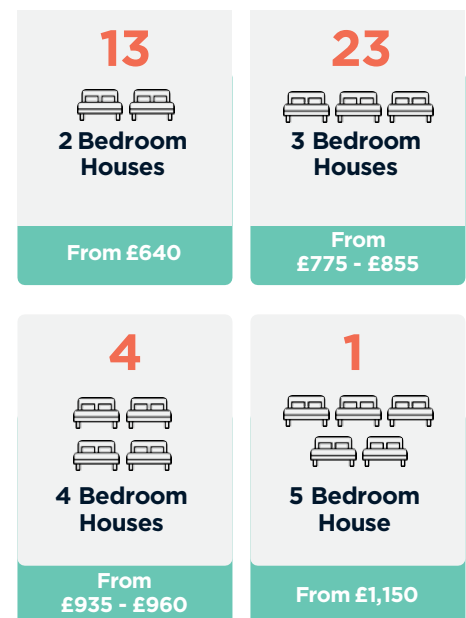 13
2 Bedroom
Houses
From £640
23
3 Bedroom
Houses
From
£775 - £855
4
4 Bedroom
Houses
From
£935 - £960
1
5 Bedroom
House
From £1,150